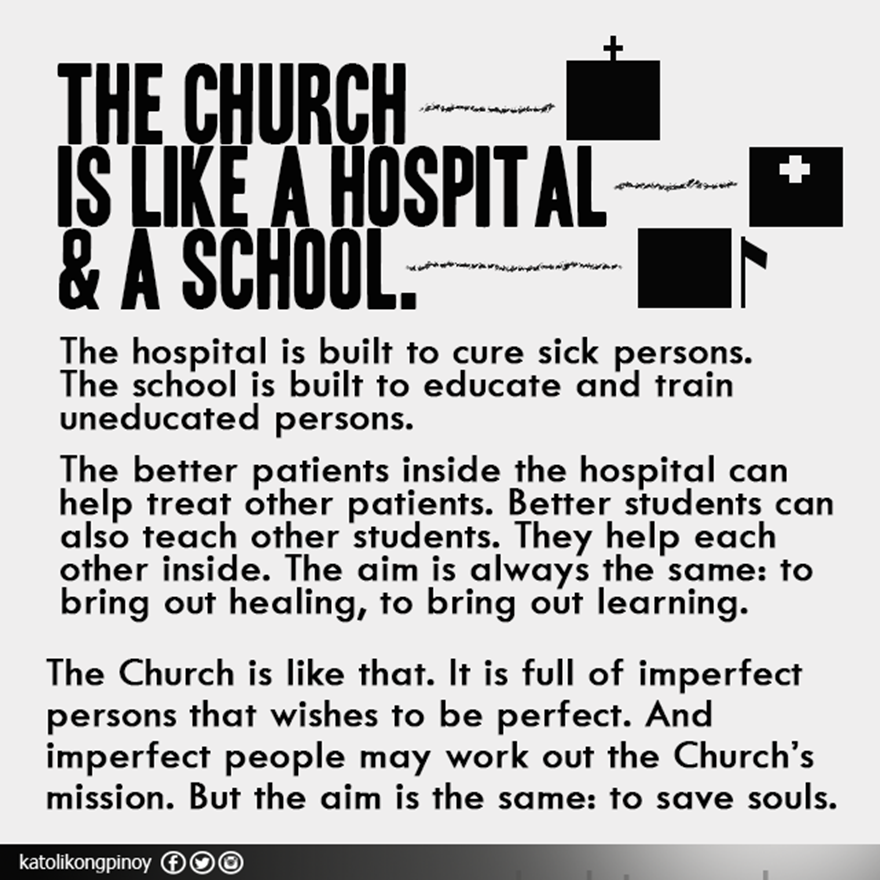 THE CHURCH
IS LIKE A HOSPITAL
& A SCHOOL.
The hospital is built to cure sick persons.
The school is built to educate and train
uneducated persons.
The better patients inside the hospital can
help treat other patients. Better students can
also teach other students. They help each
other inside. The aim is always the same: to
bring out healing, to bring out learning.
The Church is like that. It is full of imperfect
persons that wishes to be perfect. And
imperfect people may work out the Church's
mission. But the aim is the same: to save souls.
katolikongpinoy